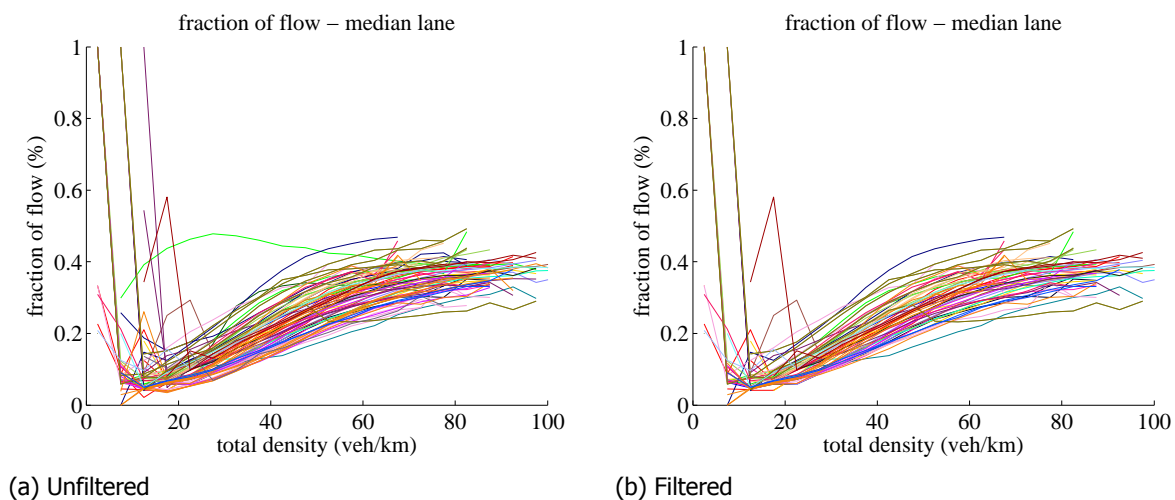 fraction of flow – median lane
1
0.8
0.6
0.4
0.2
0
fraction of flow (%)
0 20 40 60 80 100
total density (veh/km)
(a) Unfiltered
fraction of flow – median lane
1
0.8
0.6
0.4
0.2
0
fraction of flow (%)
0 20 40 60 80 100
total density (veh/km)
(b) Filtered